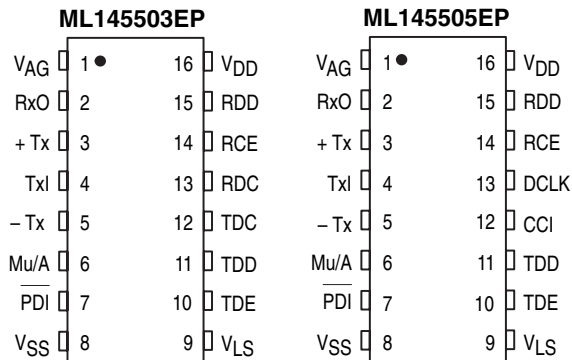 ML145503EP
VAG 1 16 VDD
RxO 2 15 RDD
+ Tx 3 14 RCE
TxI 4 13 RDC
– Tx 5 12 TDC
Mu/A 6 11 TDD
PDI 7 10 TDE
VSS 8 9 VLS
ML145505EP
VAG 1 16 VDD
RxO 2 15 RDD
+ Tx 3 14 RCE
TxI 4 13 DCLK
– Tx 5 12 CCI
Mu/A 6 11 TDD
PDI 7 10 TDE
VSS 8 9 VLS